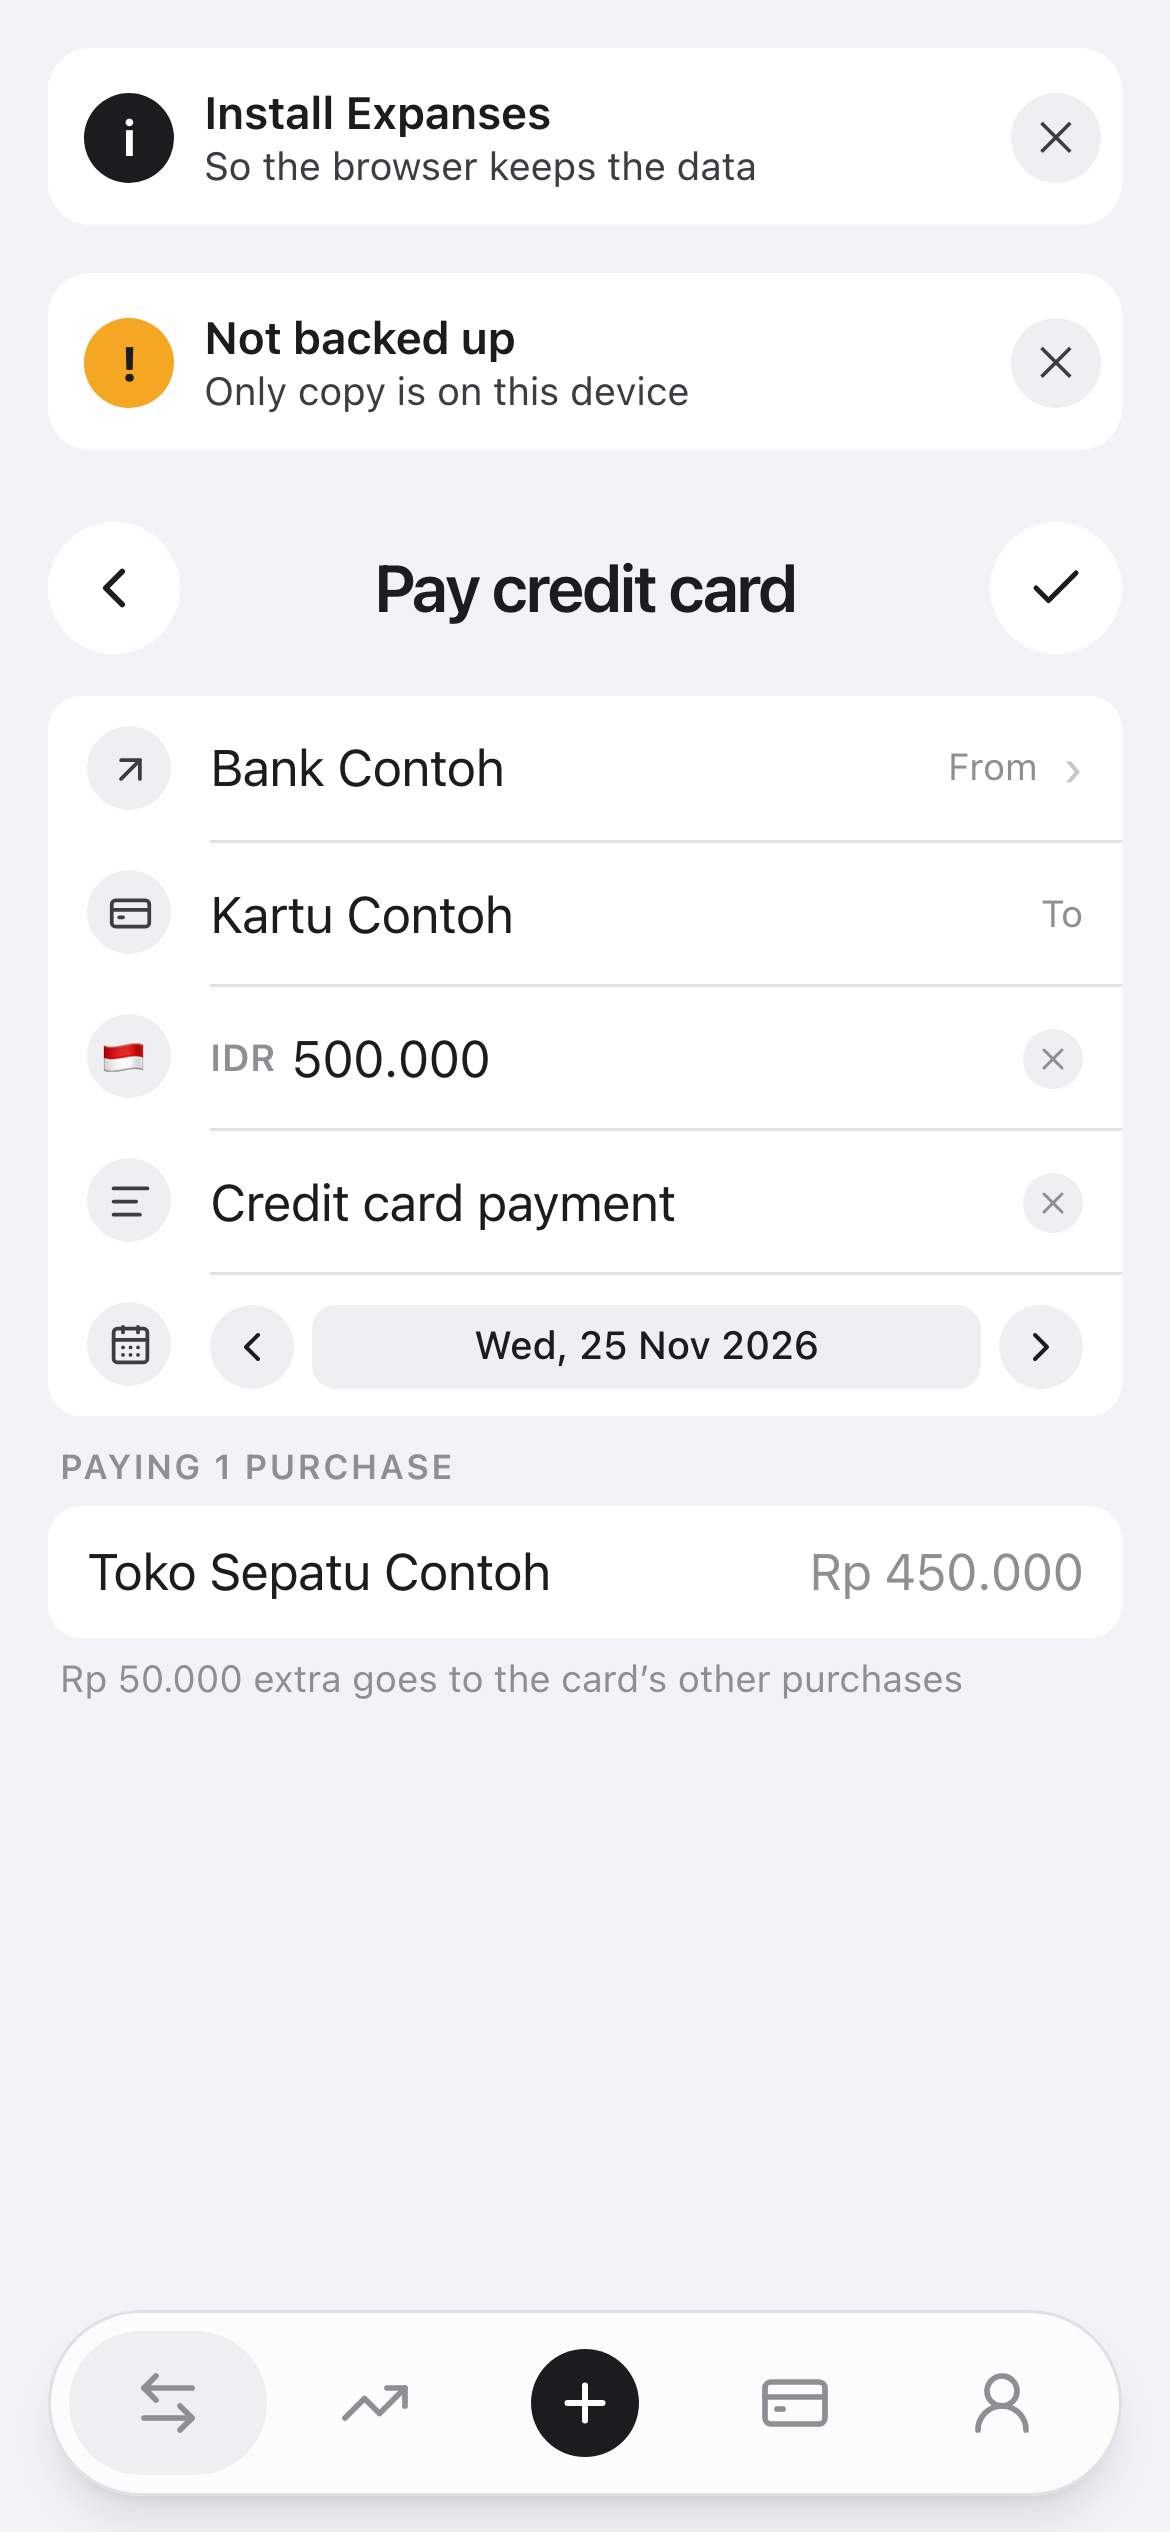 Install Expanses
So the browser keeps the data
Not backed up
Only copy is on this device
Pay credit card
Bank Contoh From
Kartu Contoh To
IDR 500.000
Credit card payment
Wed, 25 Nov 2026
PAYING 1 PURCHASE
Toko Sepatu Contoh Rp 450.000
Rp 50.000 extra goes to the card’s other purchases